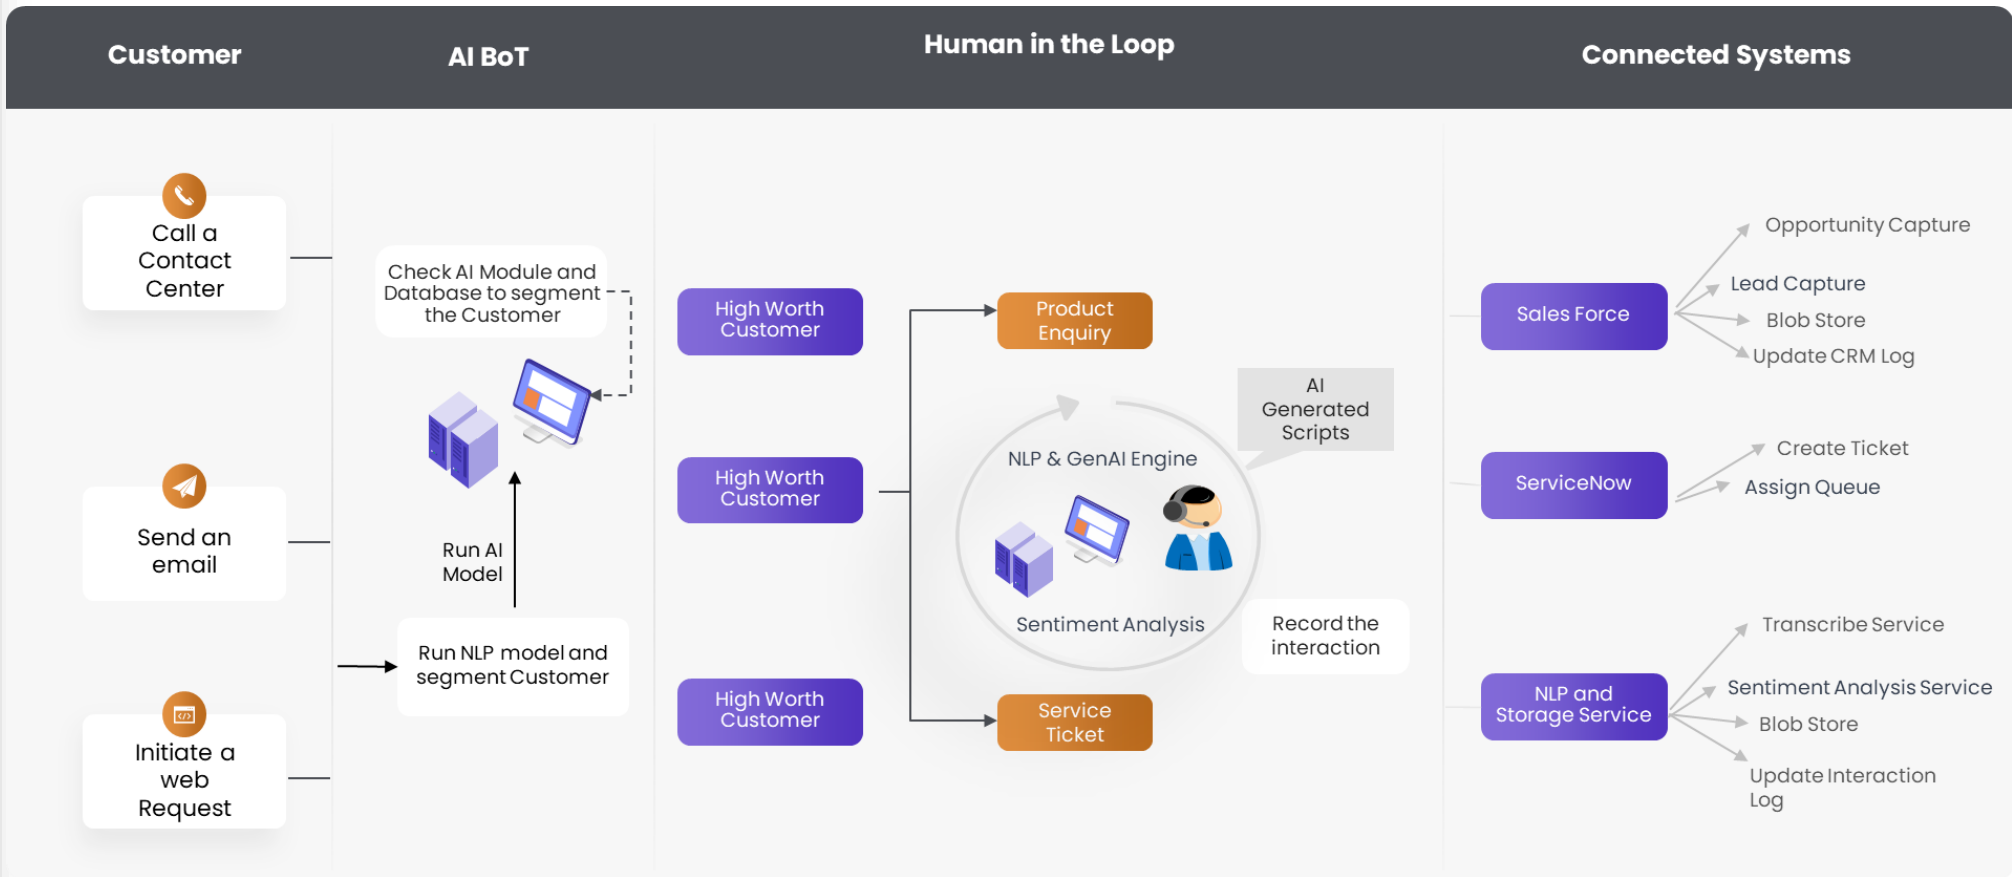 Customer
AI BoT
Human in the Loop
Connected Systems
Call a
Contact
Center
Send an
email
Initiate a
web
Request
Check AI Module and
Database to segment
the Customer
Run AI
Model
Run NLP model and
segment Customer
High Worth
Customer
High Worth
Customer
High Worth
Customer
Product
Enquiry
AI
Generated
Scripts
NLP & GenAI Engine
Sentiment Analysis
Record the
interaction
Service
Ticket
Sales Force
Opportunity Capture
Lead Capture
Blob Store
Update CRM Log
ServiceNow
Create Ticket
Assign Queue
NLP and
Storage Service
Transcribe Service
Sentiment Analysis Service
Blob Store
Update Interaction
Log